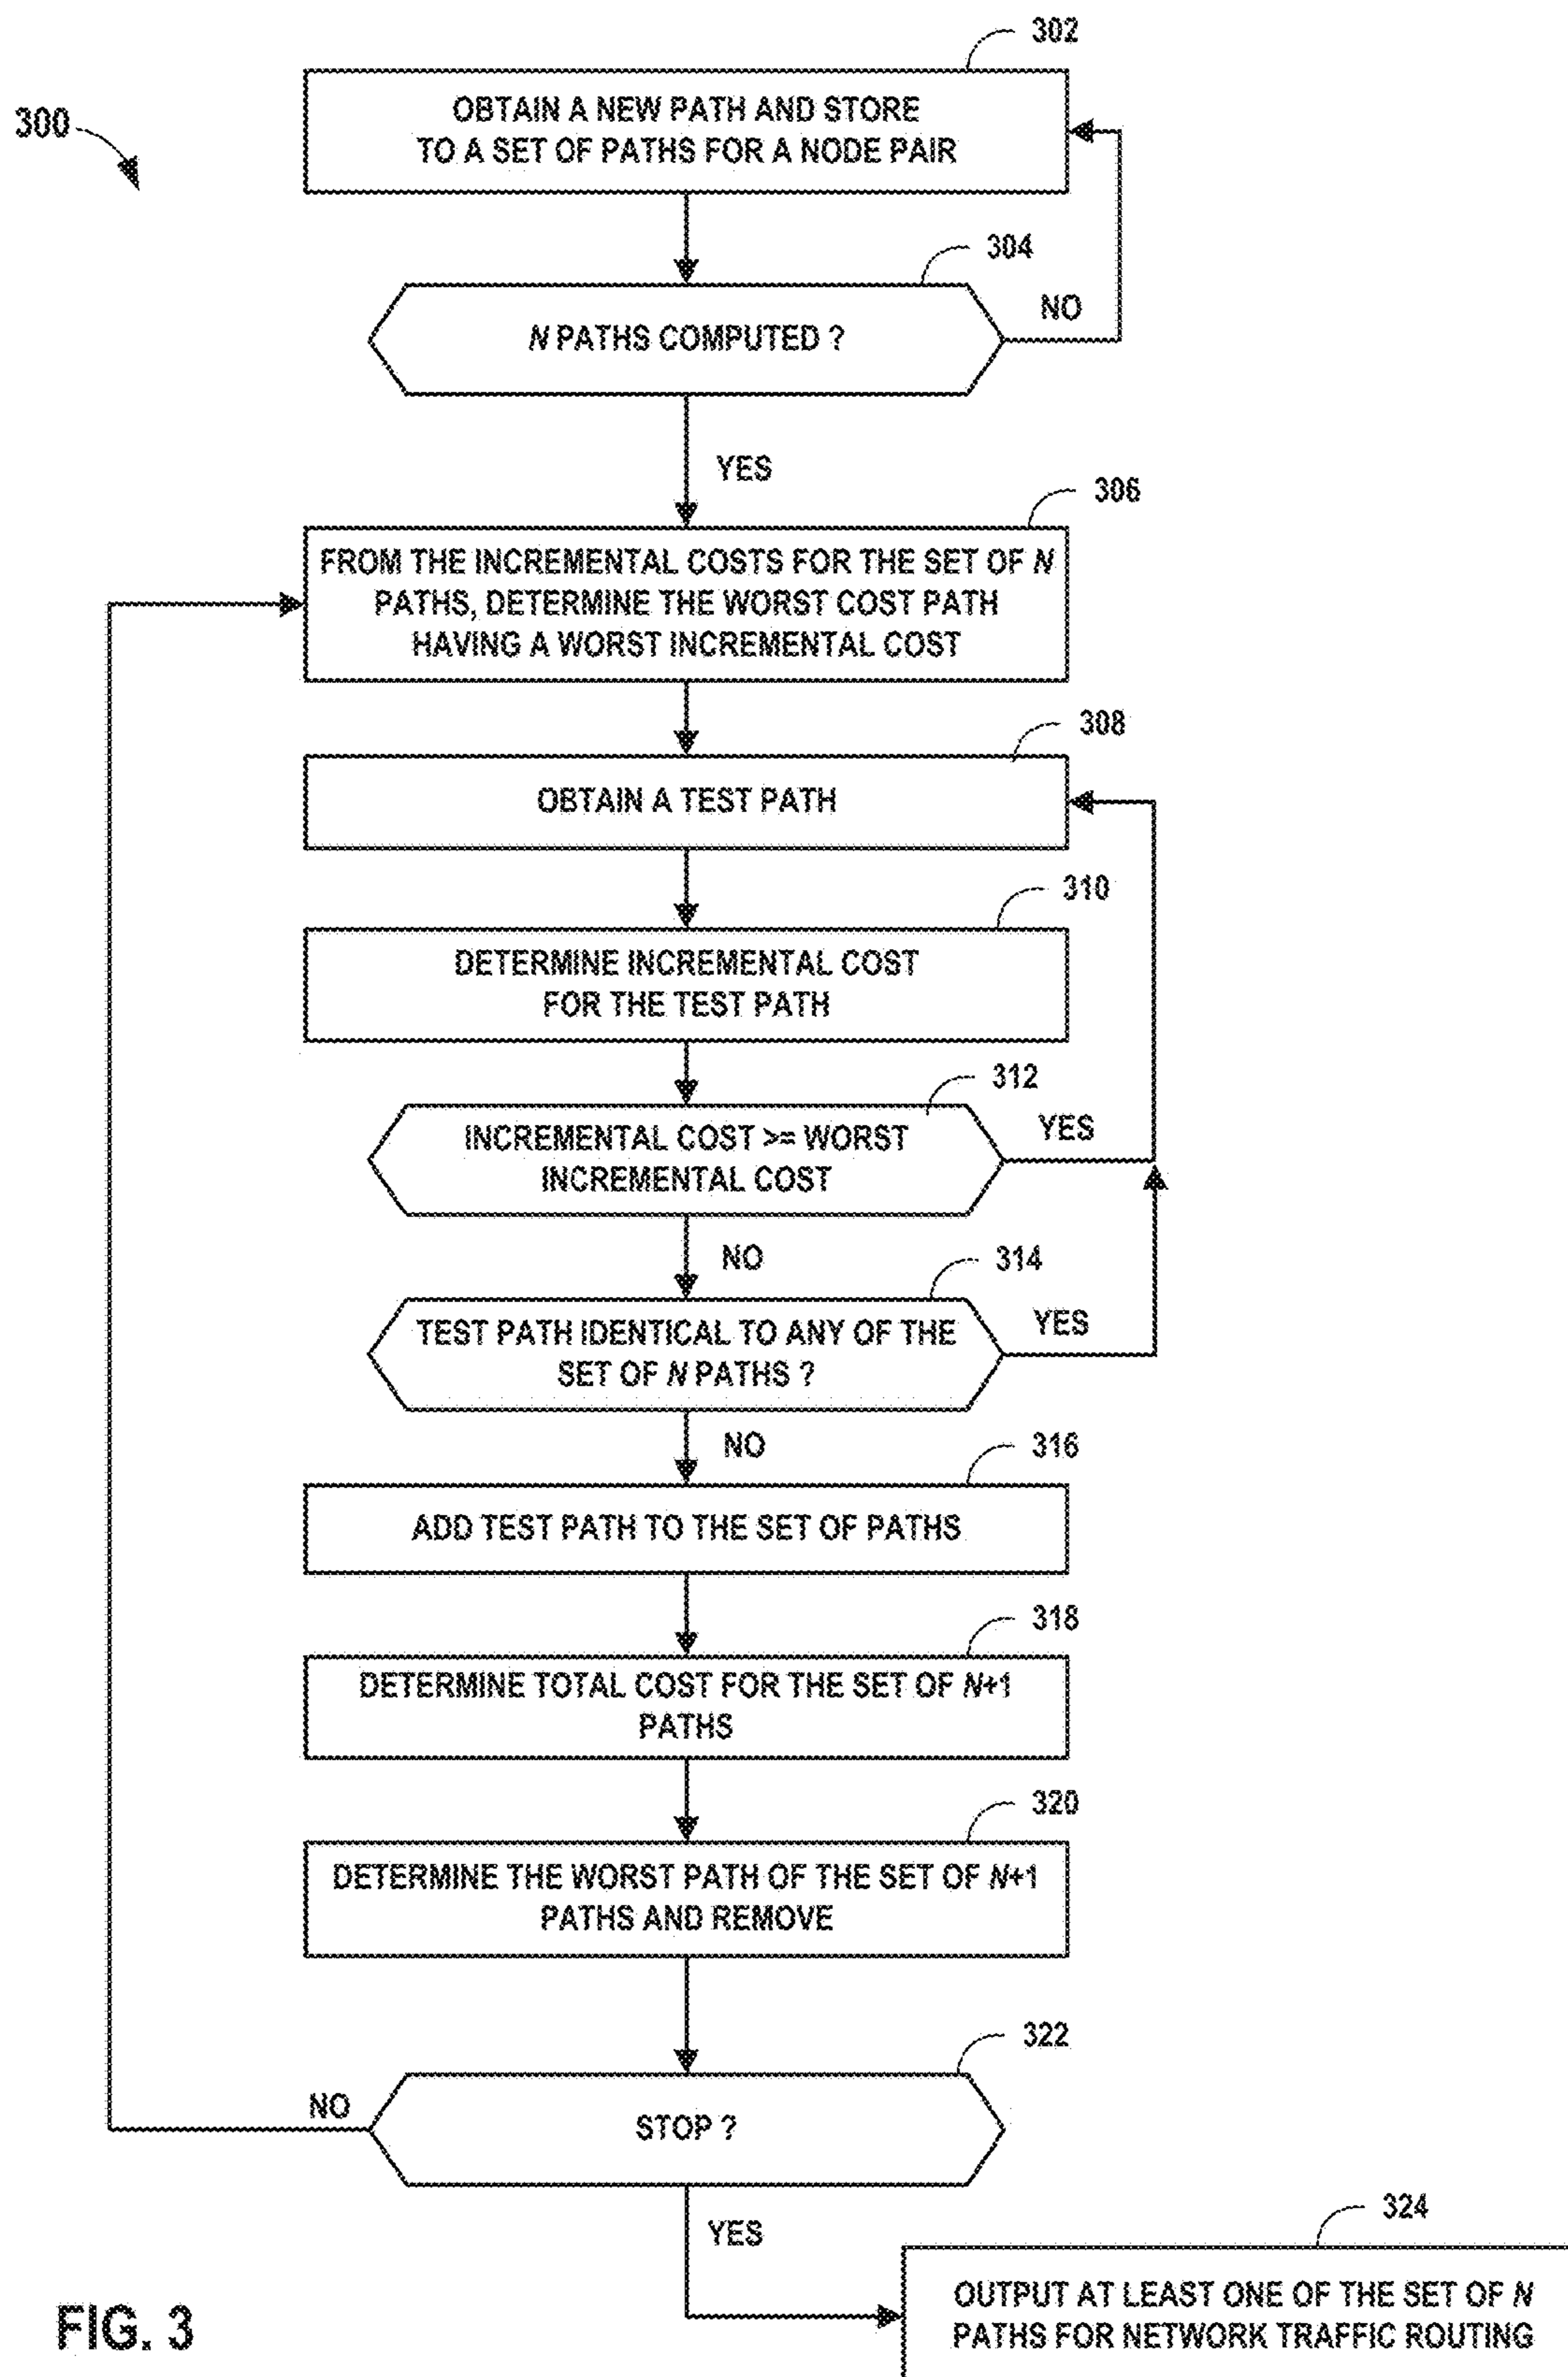 302
OBTAIN A NEW PATH AND STORE
TO A SET OF PATHS FOR A NODE PAIR
300
304
N PATHS COMPUTED ?
NO
YES
306
FROM THE INCREMENTAL COSTS FOR THE SET OF N
PATHS, DETERMINE THE WORST COST PATH
HAVING A WORST INCREMENTAL COST
308
OBTAIN A TEST PATH
310
DETERMINE INCREMENTAL COST
FOR THE TEST PATH
312
INCREMENTAL COST >= WORST
INCREMENTAL COST
YES
NO
314
TEST PATH IDENTICAL TO ANY OF THE
SET OF N PATHS ?
YES
NO
316
ADD TEST PATH TO THE SET OF PATHS
318
DETERMINE TOTAL COST FOR THE SET OF N+1
PATHS
320
DETERMINE THE WORST PATH OF THE SET OF N+1
PATHS AND REMOVE
322
STOP ?
NO
YES
324
OUTPUT AT LEAST ONE OF THE SET OF N
PATHS FOR NETWORK TRAFFIC ROUTING
FIG. 3